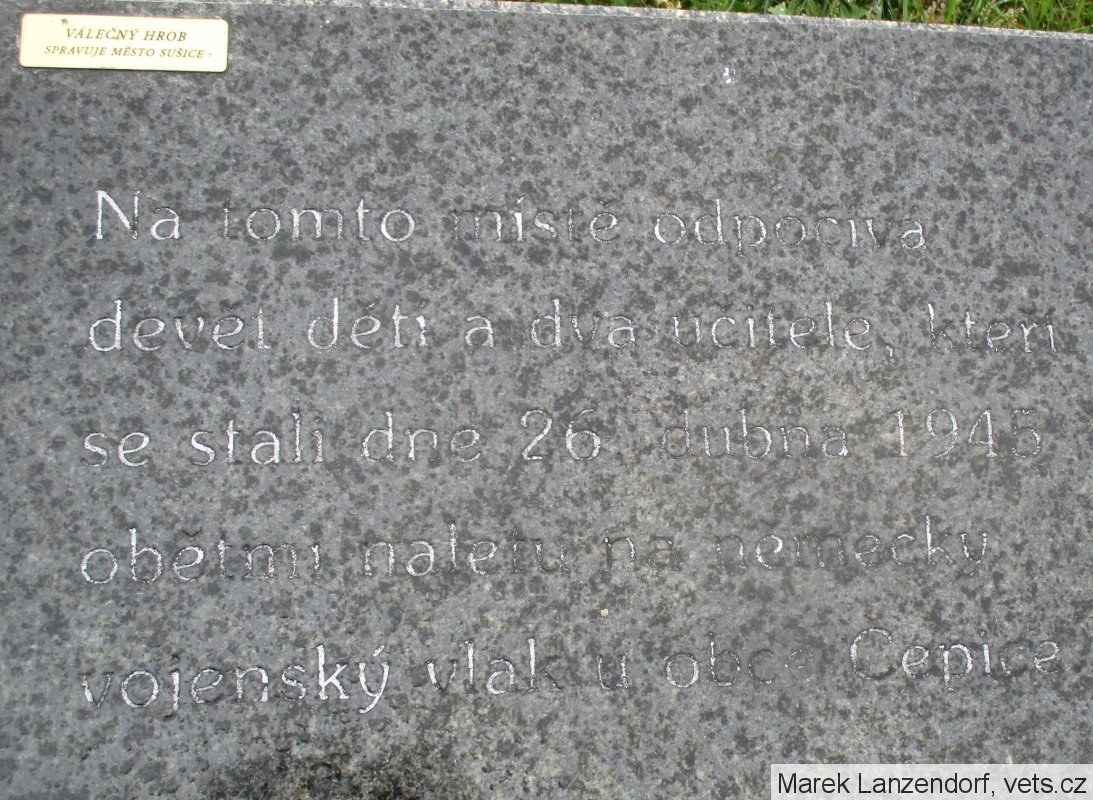 VÁLEČNÝ HROB
SPRAVUJE MĚSTO SUŠICE
Na tomto místě odpočívá
devět dětí a dva učitelé, kteří
se stali dne 26. dubna 1945
obětmi náletu na německý
vojenský vlak u obce Čepice
Marek Lanzendorf, vets.cz